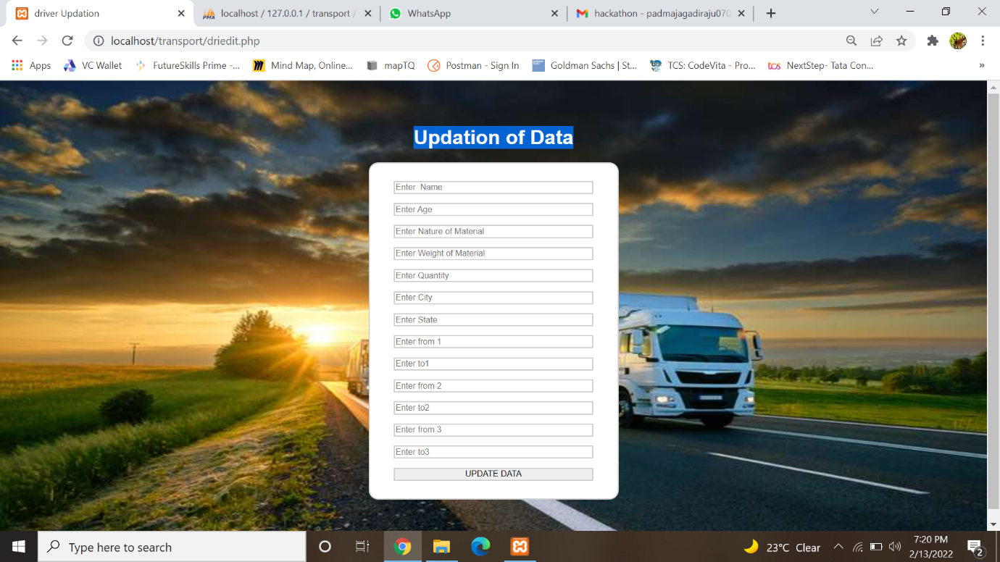 driver Updation
localhost / 127.0.0.1 / transport /
WhatsApp
hackathon - padmajagadiraju070
localhost/transport/driedit.php
Apps
VC Wallet
FutureSkills Prime -...
Mind Map, Online...
mapTQ
Postman - Sign In
Goldman Sachs | St...
TCS: CodeVita - Pro...
tcs
NextStep- Tata Con...
»
Updation of Data
Enter  Name
Enter Age
Enter Nature of Material
Enter Weight of Material
Enter Quantity
Enter City
Enter State
Enter from 1
Enter to1
Enter from 2
Enter to2
Enter from 3
Enter to3
UPDATE DATA
Type here to search
23°C Clear
7:20 PM
2/13/2022
2